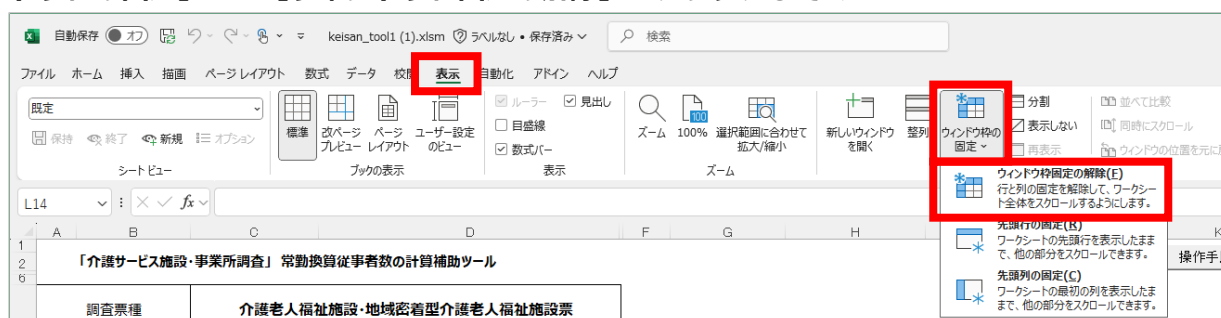 自動保存 オフ keisan_tool1 (1).xlsm ラベルなし • 保存済み 検索
ファイル ホーム 挿入 描画 ページ レイアウト 数式 データ 校閲 表示 自動化 アドイン ヘルプ
既定
保持 終了 新規 オプション
シート ビュー
標準 改ページ プレビュー ページ レイアウト ユーザー設定 のビュー
ブックの表示
ルーラー 見出し
目盛線
数式バー
表示
ズーム 100% 選択範囲に合わせて 拡大/縮小
ズーム
新しいウィンドウ を開く 整列 ウィンドウ枠の 固定
分割
表示しない
再表示
並べて比較
同時にスクロール
ウィンドウの位置を元に
ウィンドウ枠固定の解除(F)
行と列の固定を解除して、ワークシー
ト全体をスクロールするようにします。
先頭行の固定(R)
ワークシートの先頭行を表示したまま
で、他の部分をスクロールできます。
先頭列の固定(C)
ワークシートの最初の列を表示したま
まで、他の部分をスクロールできます。
L14 fx
A B C D F G H K
1
2 「介護サービス施設・事業所調査」 常勤換算従事者数の計算補助ツール 操作手
6
調査票種 介護老人福祉施設・地域密着型介護老人福祉施設票